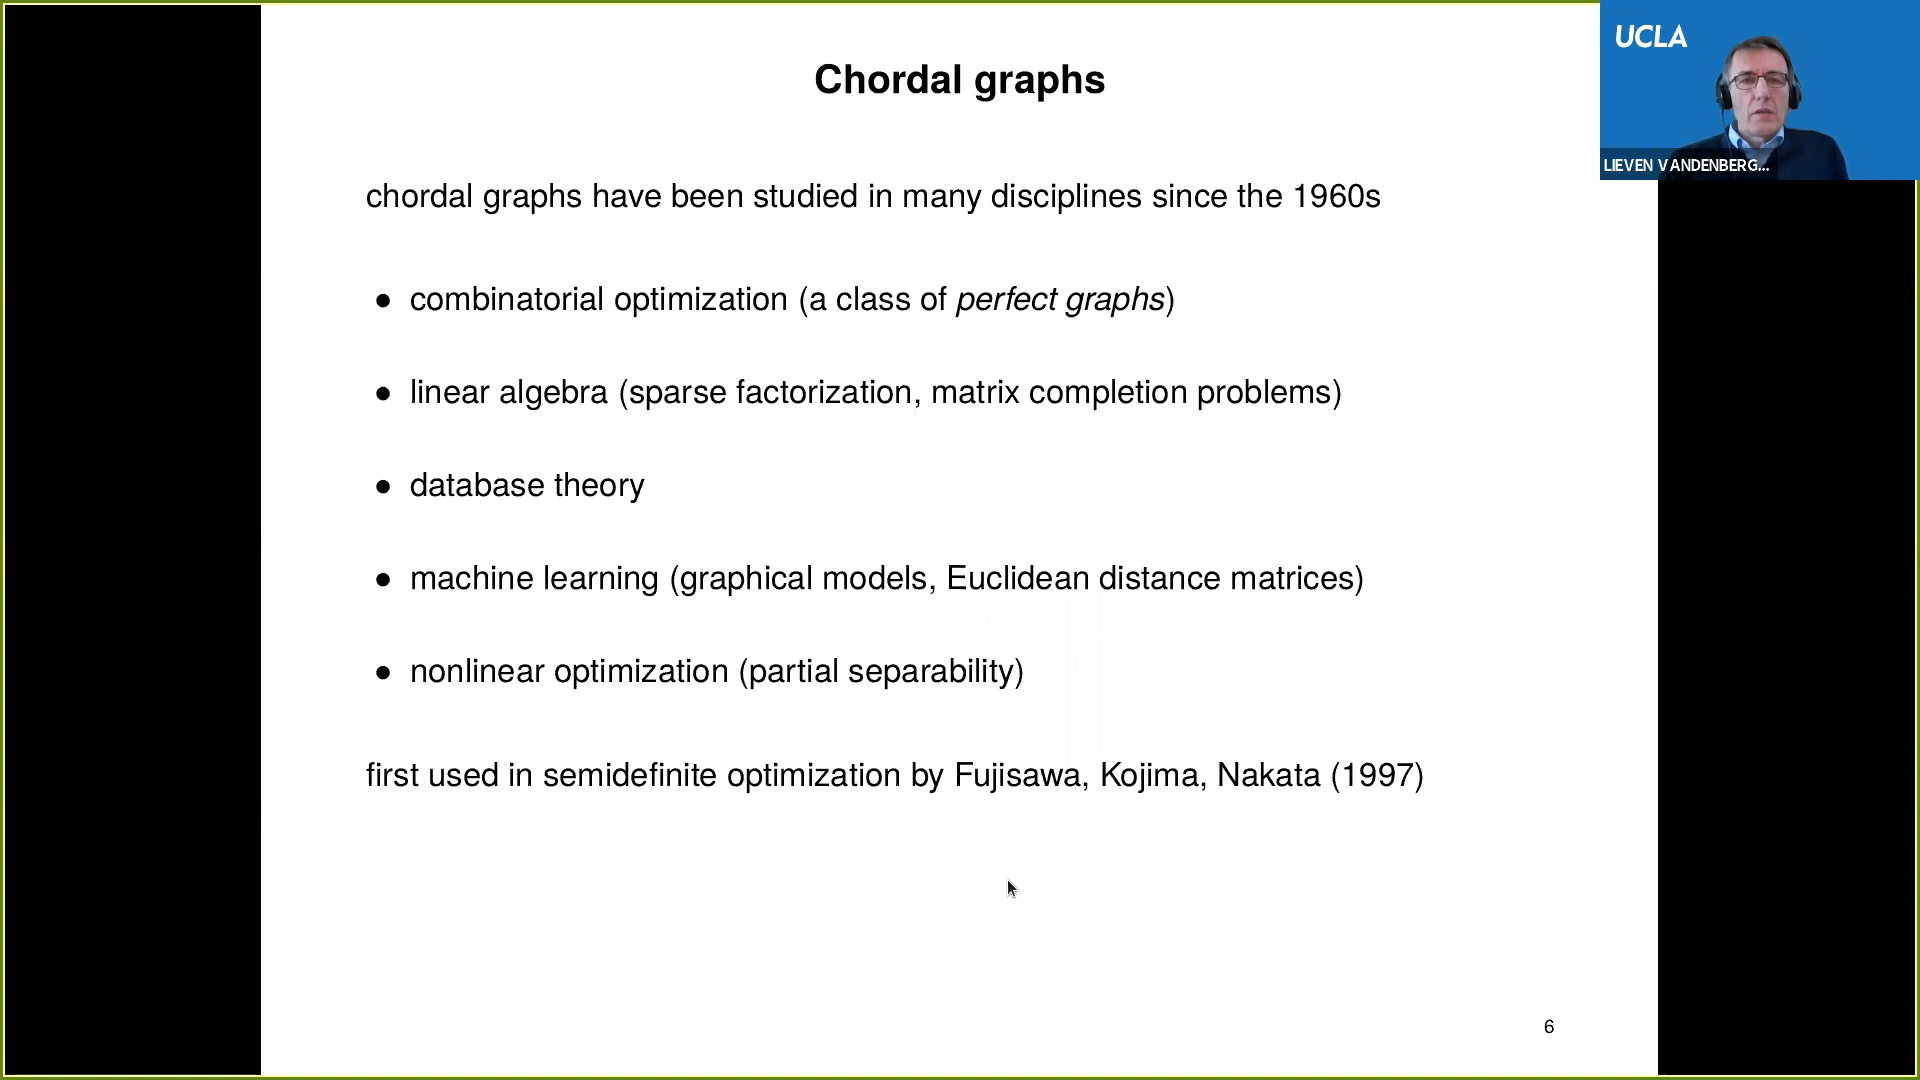 Chordal graphs
UCLA
LIEVEN VANDENBERG...
chordal graphs have been studied in many disciplines since the 1960s
● combinatorial optimization (a class of perfect graphs)
● linear algebra (sparse factorization, matrix completion problems)
● database theory
● machine learning (graphical models, Euclidean distance matrices)
● nonlinear optimization (partial separability)
first used in semidefinite optimization by Fujisawa, Kojima, Nakata (1997)
6